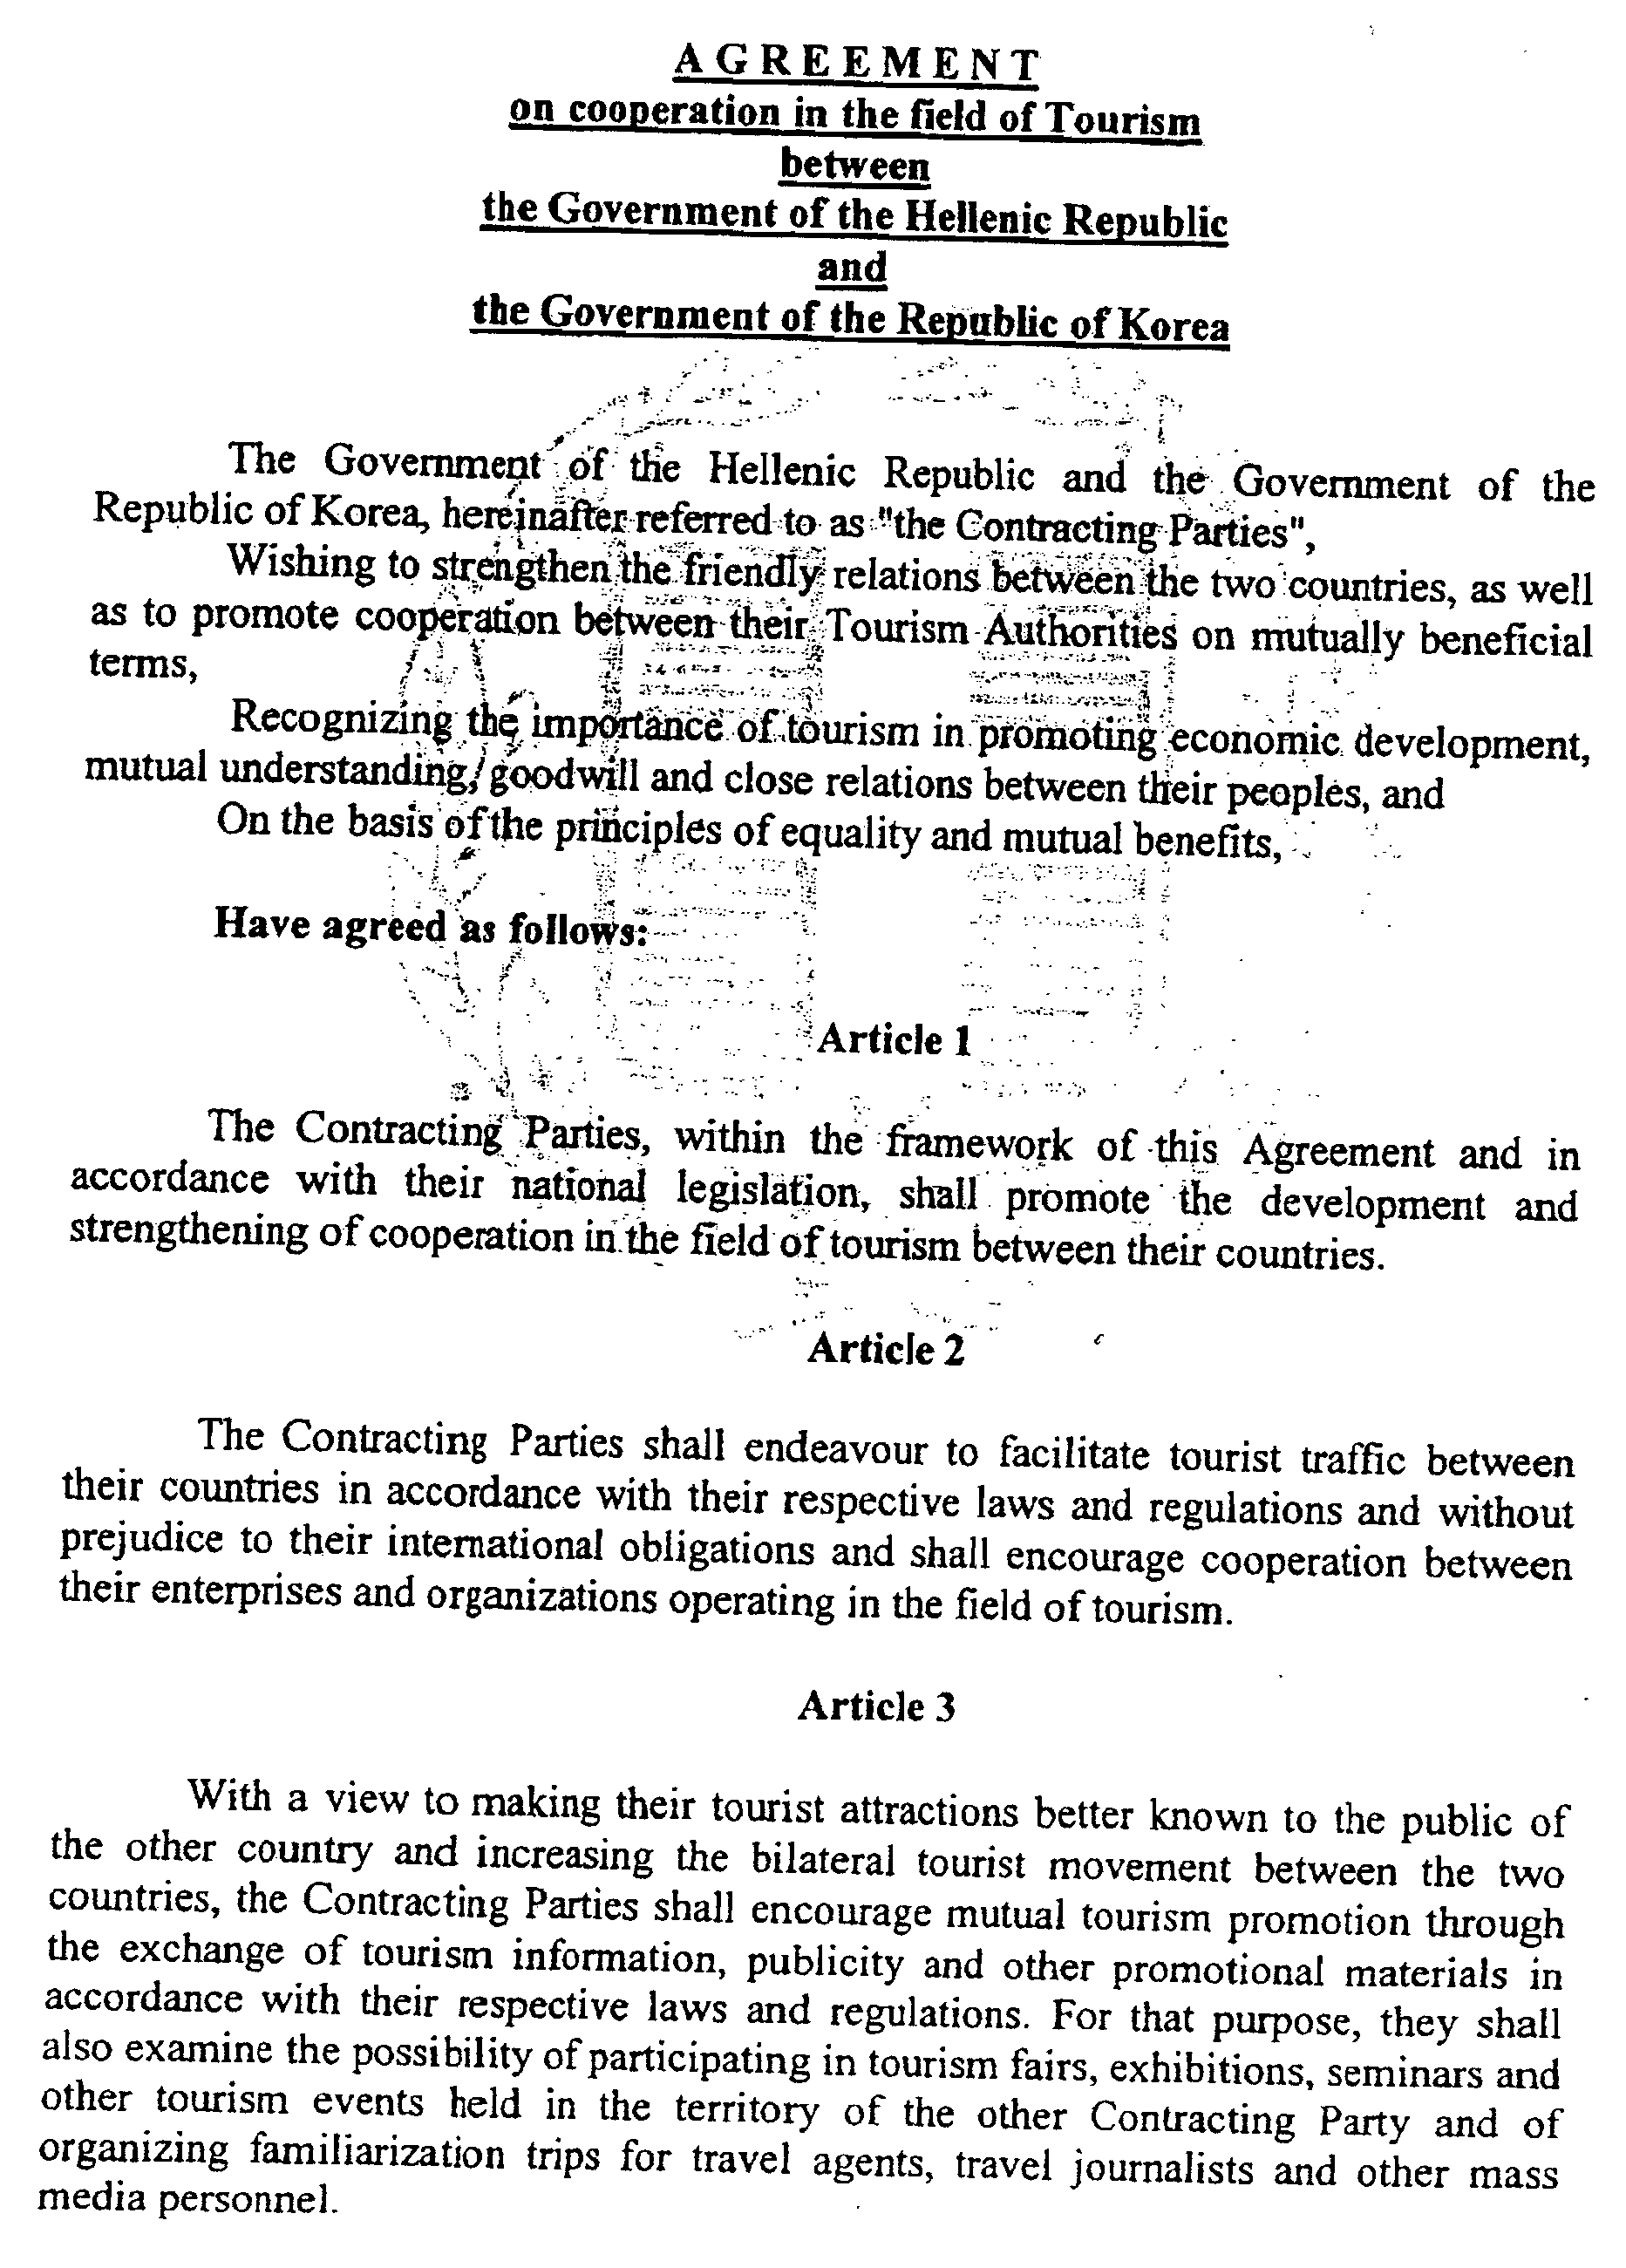 AGREEMENT
on cooperation in the field of Tourism
between
the Government of the Hellenic Republic
and
the Government of the Republic of Korea
The Government of the Hellenic Republic and the Government of the
Republic of Korea, hereinafter referred to as "the Contracting Parties",
Wishing to strengthen the friendly relations between the two countries, as well
as to promote cooperation between their Tourism Authorities on mutually beneficial
terms,
Recognizing the importance of tourism in promoting economic development,
mutual understanding, goodwill and close relations between their peoples, and
On the basis of the principles of equality and mutual benefits,
Have agreed as follows:
Article 1
The Contracting Parties, within the framework of this Agreement and in
accordance with their national legislation, shall promote the development and
strengthening of cooperation in the field of tourism between their countries.
Article 2
The Contracting Parties shall endeavour to facilitate tourist traffic between
their countries in accordance with their respective laws and regulations and without
prejudice to their international obligations and shall encourage cooperation between
their enterprises and organizations operating in the field of tourism.
Article 3
With a view to making their tourist attractions better known to the public of
the other country and increasing the bilateral tourist movement between the two
countries, the Contracting Parties shall encourage mutual tourism promotion through
the exchange of tourism information, publicity and other promotional materials in
accordance with their respective laws and regulations. For that purpose, they shall
also examine the possibility of participating in tourism fairs, exhibitions, seminars and
other tourism events held in the territory of the other Contracting Party and of
organizing familiarization trips for travel agents, travel journalists and other mass
media personnel.